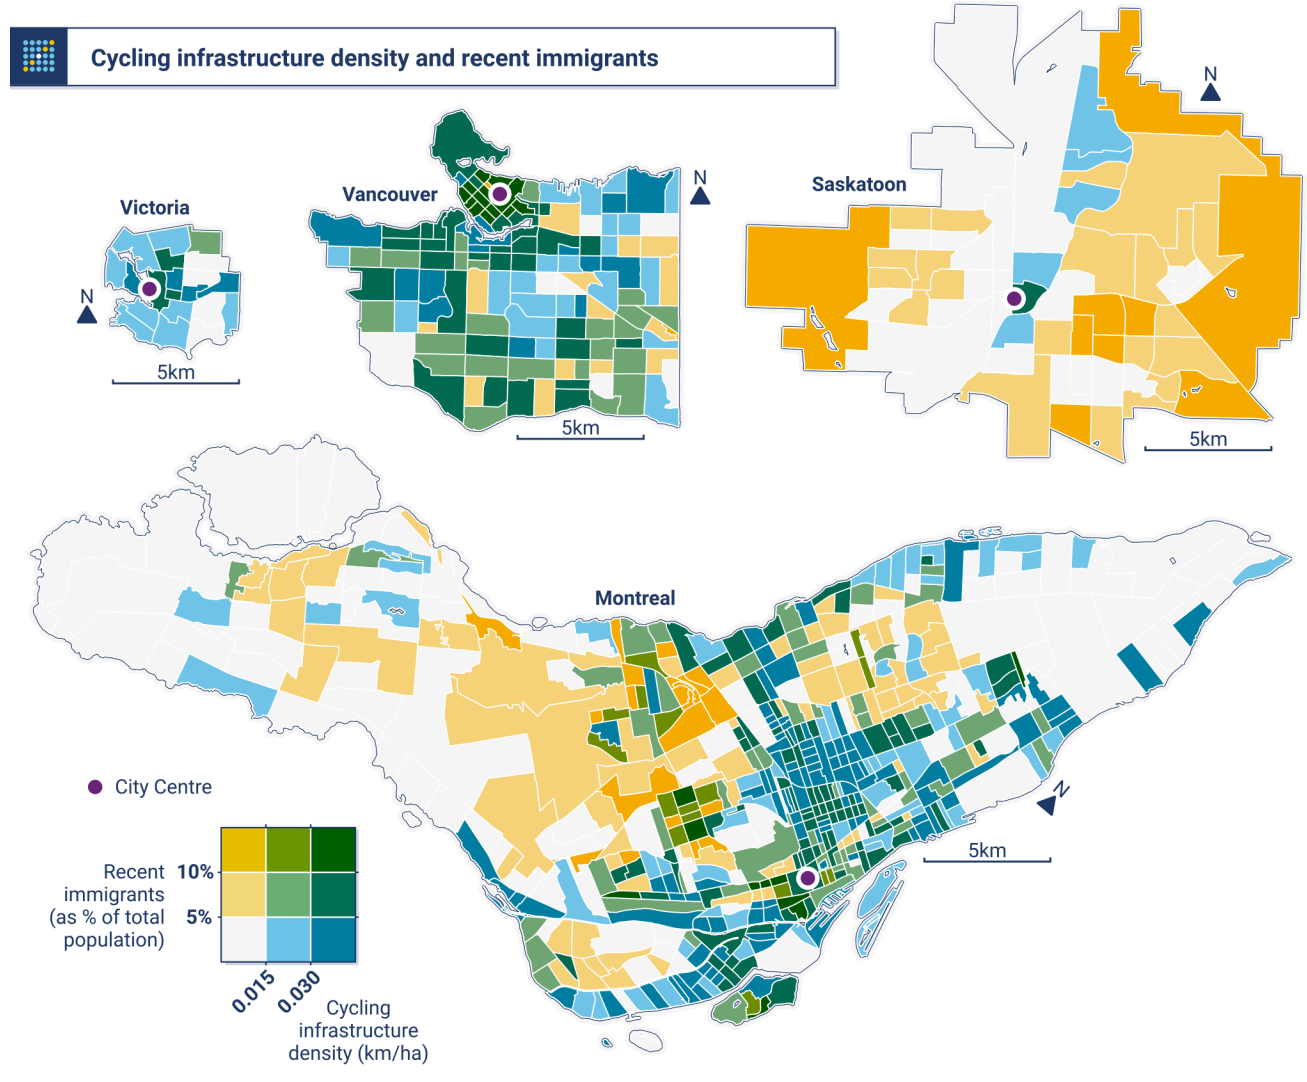 Cycling infrastructure density and recent immigrants
N
Saskatoon
Vancouver
N
Victoria
N
5km
5km
5km
Montreal
City Centre
N
5km
Recent
immigrants
(as % of total
population)
10%
5%
0.015
0.030
Cycling
infrastructure
density (km/ha)